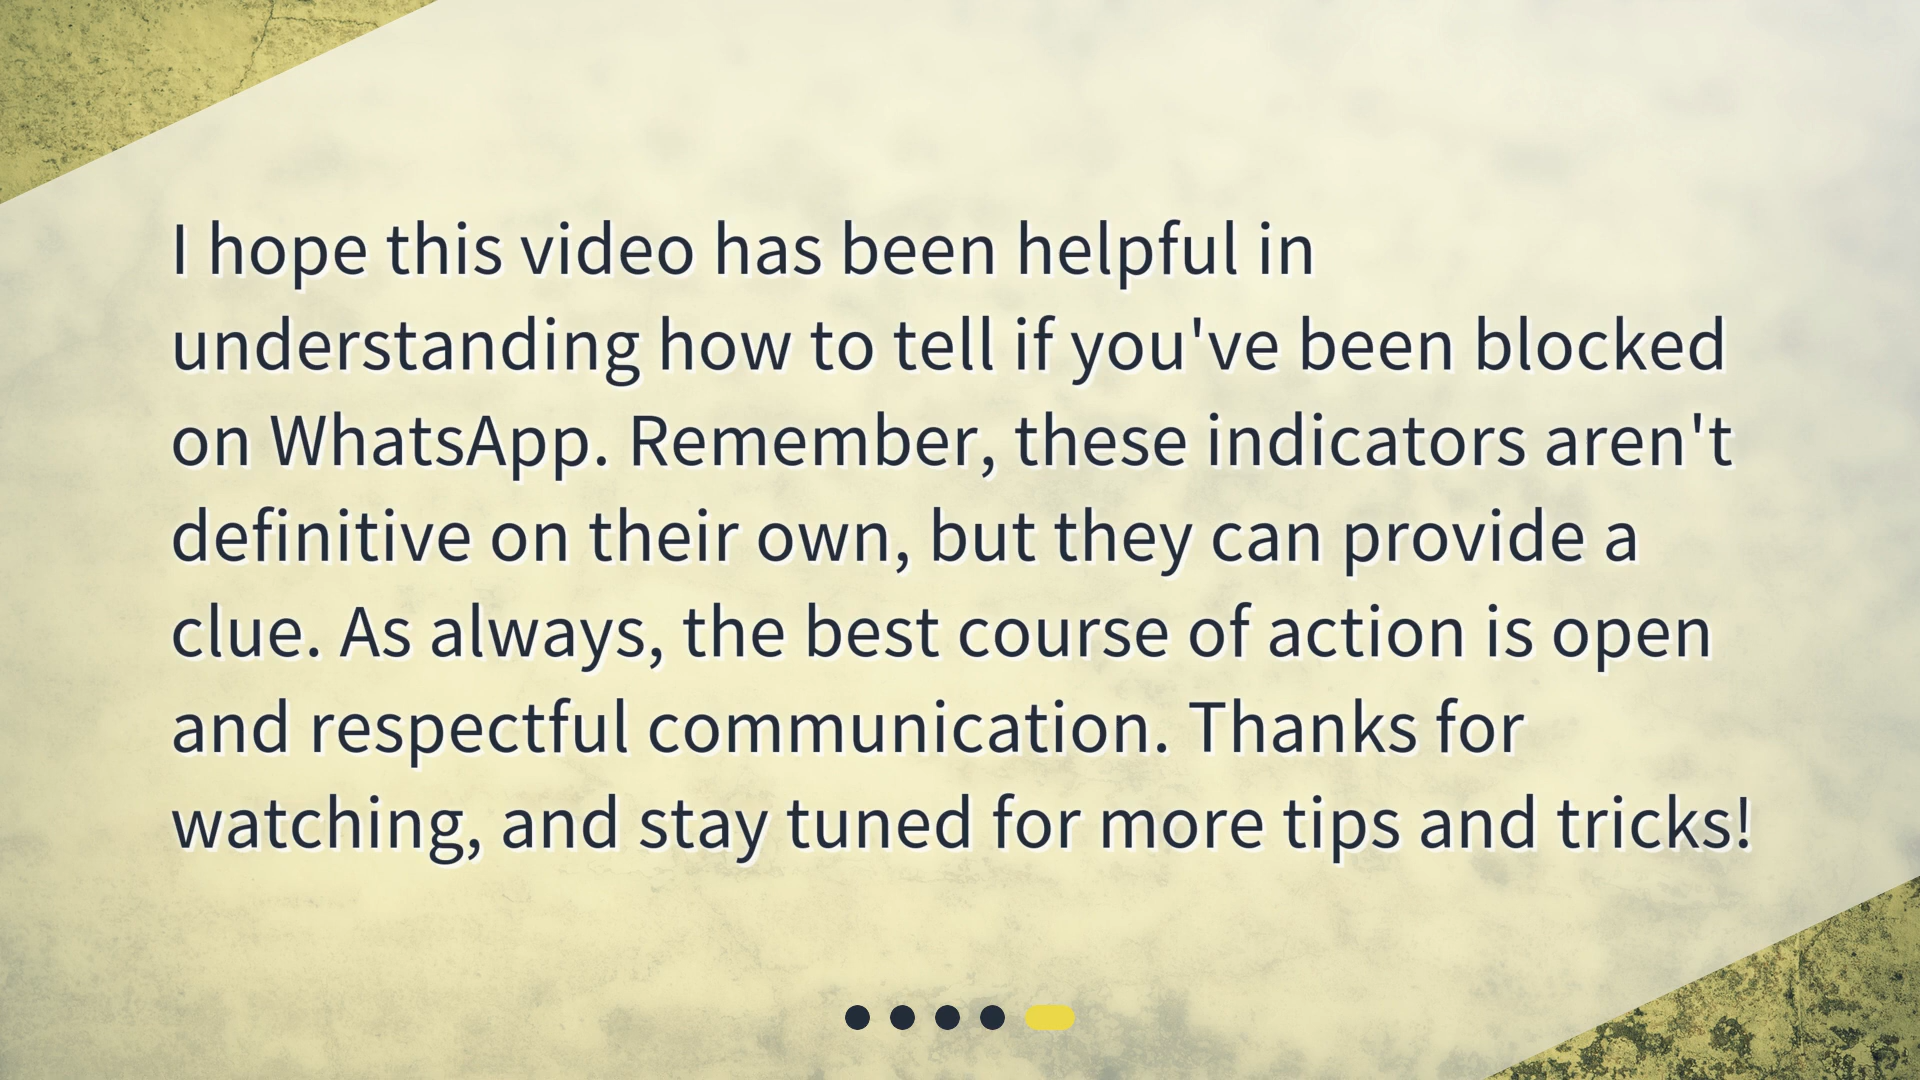 I hope this video has been helpful in
understanding how to tell if you've been blocked
on WhatsApp. Remember, these indicators aren't
definitive on their own, but they can provide a
clue. As always, the best course of action is open
and respectful communication. Thanks for
watching, and stay tuned for more tips and tricks!